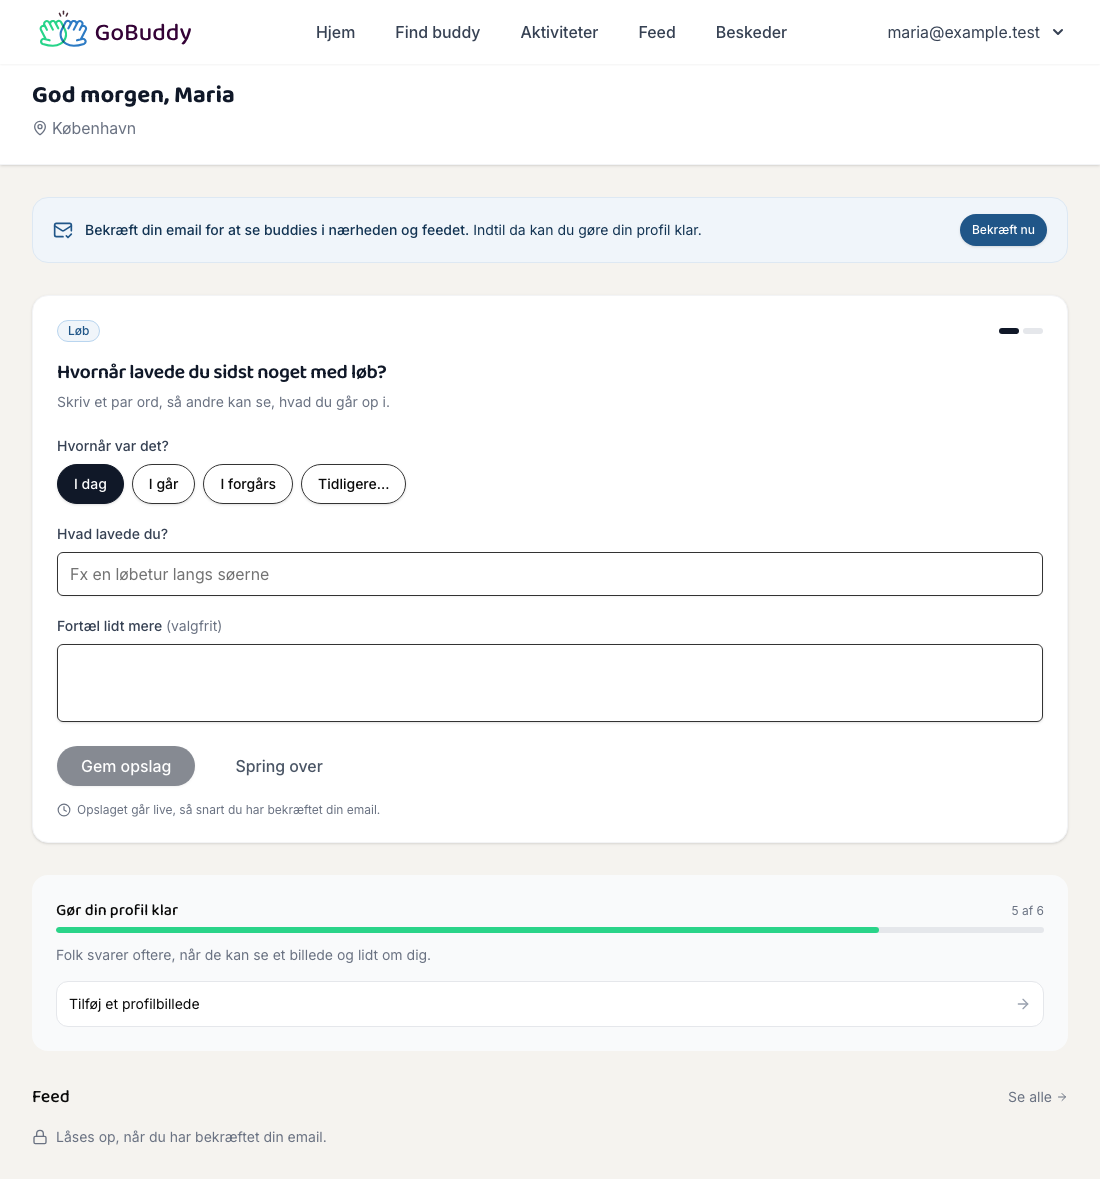 GoBuddy
Hjem
Find buddy
Aktiviteter
Feed
Beskeder
maria@example.test
God morgen, Maria
København
Bekræft din email for at se buddies i nærheden og feedet. Indtil da kan du gøre din profil klar.
Bekræft nu
Løb
Hvornår lavede du sidst noget med løb?
Skriv et par ord, så andre kan se, hvad du går op i.
Hvornår var det?
I dag
I går
I forgårs
Tidligere...
Hvad lavede du?
Fx en løbetur langs søerne
Fortæl lidt mere (valgfrit)
Gem opslag
Spring over
Opslaget går live, så snart du har bekræftet din email.
Gør din profil klar
5 af 6
Folk svarer oftere, når de kan se et billede og lidt om dig.
Tilføj et profilbillede
Feed
Se alle
Låses op, når du har bekræftet din email.